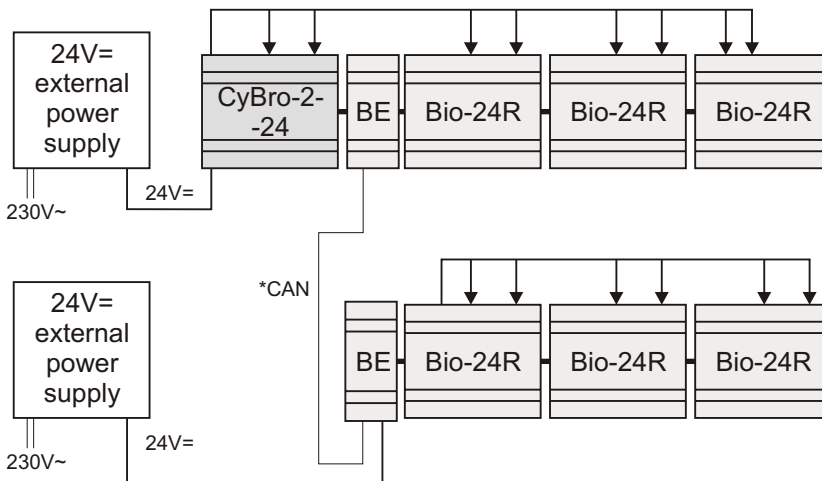 24V=
external
power
supply
230V~
24V=
CyBro-2-
-24
BE
Bio-24R
Bio-24R
Bio-24R
*CAN
24V=
external
power
supply
230V~
24V=
BE
Bio-24R
Bio-24R
Bio-24R